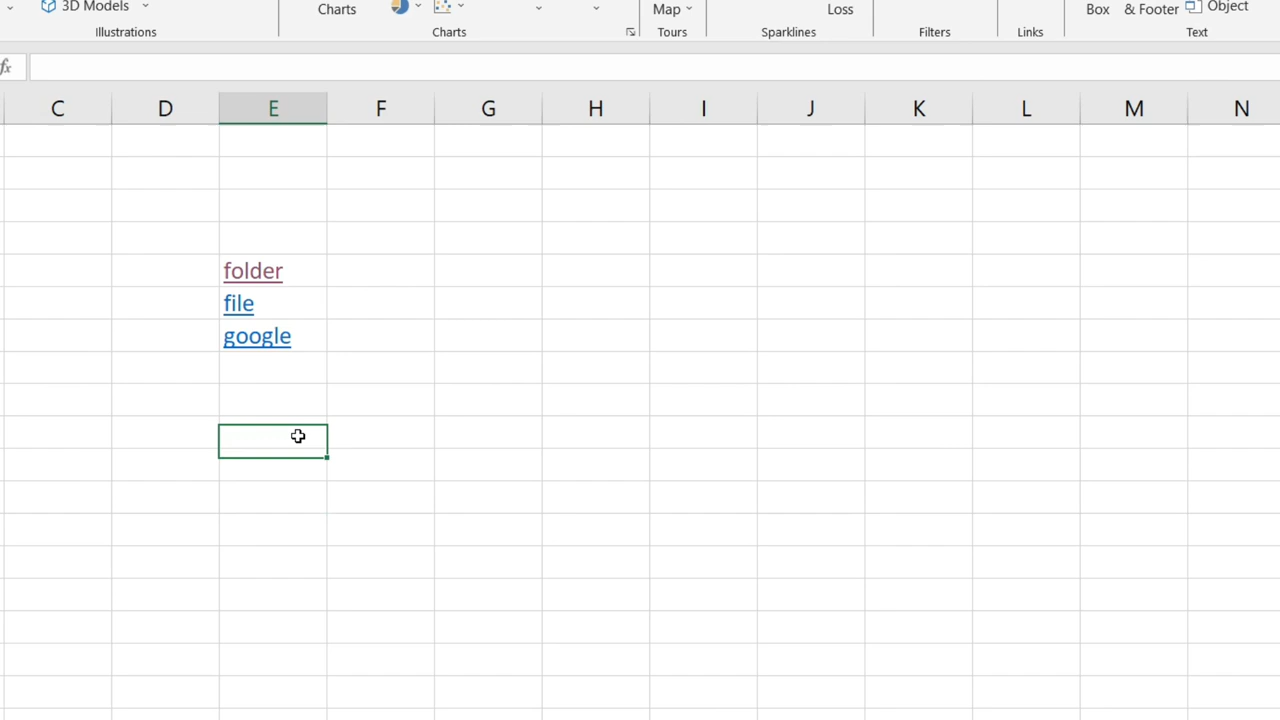 3D Models
Charts
Map
Loss
Box
& Footer
Object
Illustrations
Charts
Tours
Sparklines
Filters
Links
Text
fx
C D E F G H I J K L M N
folder
file
google